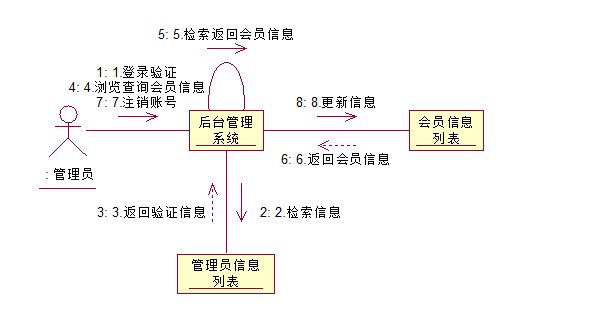 5: 5.检索返回会员信息
1: 1.登录验证
4: 4.浏览查询会员信息
7: 7.注销账号
8: 8.更新信息
后台管理
系统
会员信息
列表
6: 6.返回会员信息
: 管理员
3: 3.返回验证信息
2: 2.检索信息
管理员信息
列表